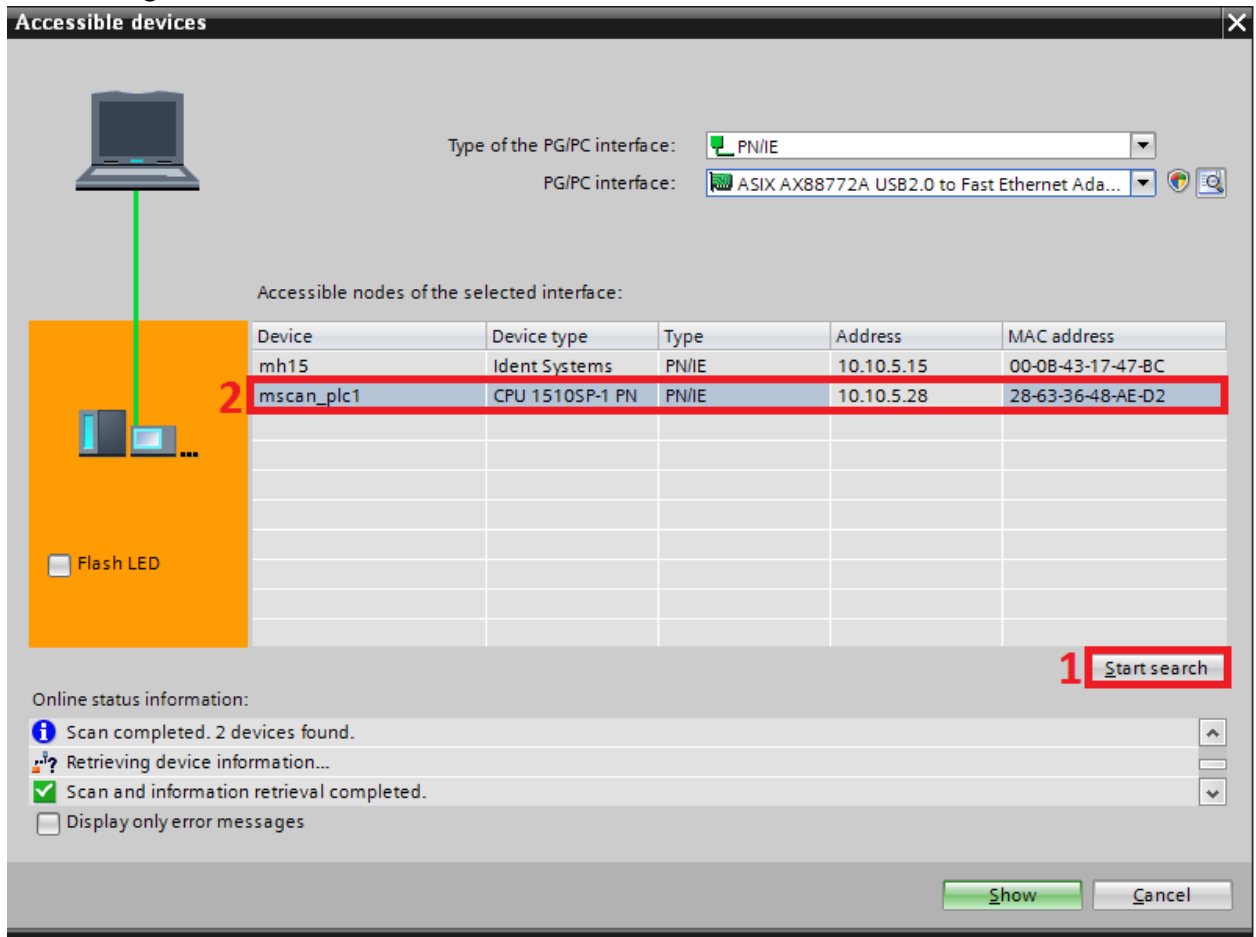 Accessible devices
Type of the PG/PC interface: PN/IE
PG/PC interface: ASIX AX88772A USB2.0 to Fast Ethernet Ada...
Accessible nodes of the selected interface:
Device Device type Type Address MAC address
mh15 Ident Systems PN/IE 10.10.5.15 00-0B-43-17-47-BC
2 mscan_plc1 CPU 1510SP-1 PN PN/IE 10.10.5.28 28-63-36-48-AE-D2
...
Flash LED
1 Start search
Online status information:
Scan completed. 2 devices found.
? Retrieving device information...
Scan and information retrieval completed.
Display only error messages
Show Cancel